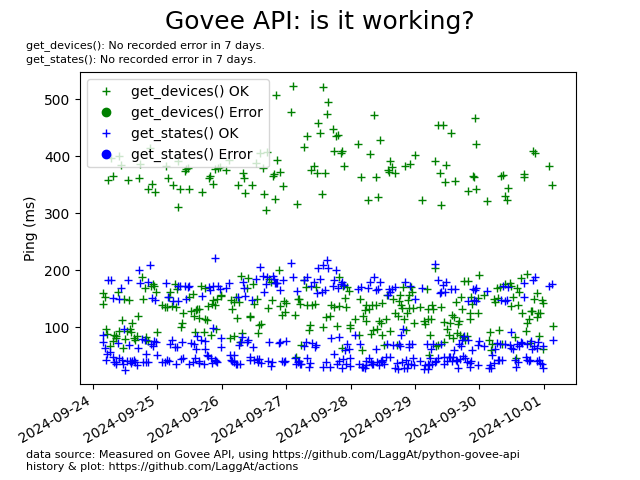 Govee API: is it working?
get_devices(): No recorded error in 7 days.
get_states(): No recorded error in 7 days.
get_devices() OK
get_devices() Error
get_states() OK
get_states() Error
Ping (ms)
500
400
300
200
100
2024-09-24
2024-09-25
2024-09-26
2024-09-27
2024-09-28
2024-09-29
2024-09-30
2024-10-01
data source: Measured on Govee API, using https://github.com/LaggAt/python-govee-api
history & plot: https://github.com/LaggAt/actions